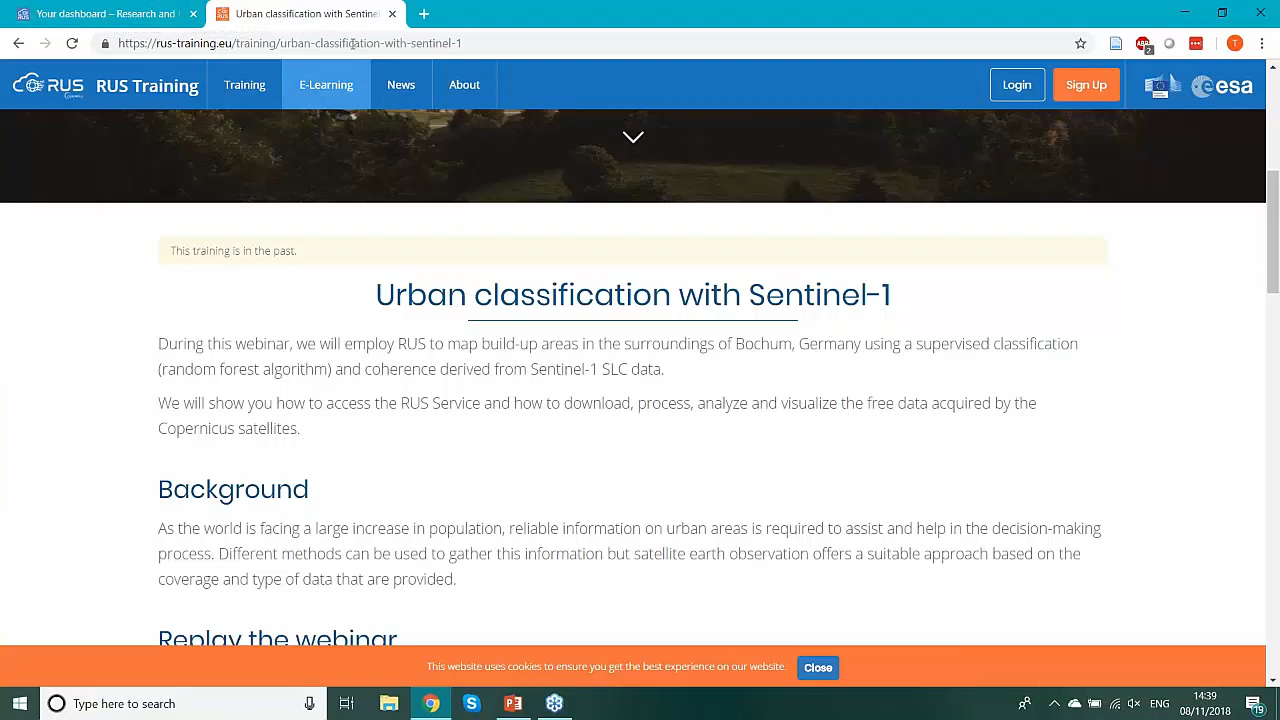 Your dashboard – Research and
Urban classification with Sentinel
https://rus-training.eu/training/urban-classification-with-sentinel-1
ABP
2
T
RUS
RUS Training
Training
E-Learning
News
About
Login
Sign Up
esa
This training is in the past.
Urban classification with Sentinel-1
During this webinar, we will employ RUS to map build-up areas in the surroundings of Bochum, Germany using a supervised classification
(random forest algorithm) and coherence derived from Sentinel-1 SLC data.
We will show you how to access the RUS Service and how to download, process, analyze and visualize the free data acquired by the
Copernicus satellites.
Background
As the world is facing a large increase in population, reliable information on urban areas is required to assist and help in the decision-making
process. Different methods can be used to gather this information but satellite earth observation offers a suitable approach based on the
coverage and type of data that are provided.
Replay the webinar
This website uses cookies to ensure you get the best experience on our website.
Close
Type here to search
ENG
14:39
08/11/2018
19